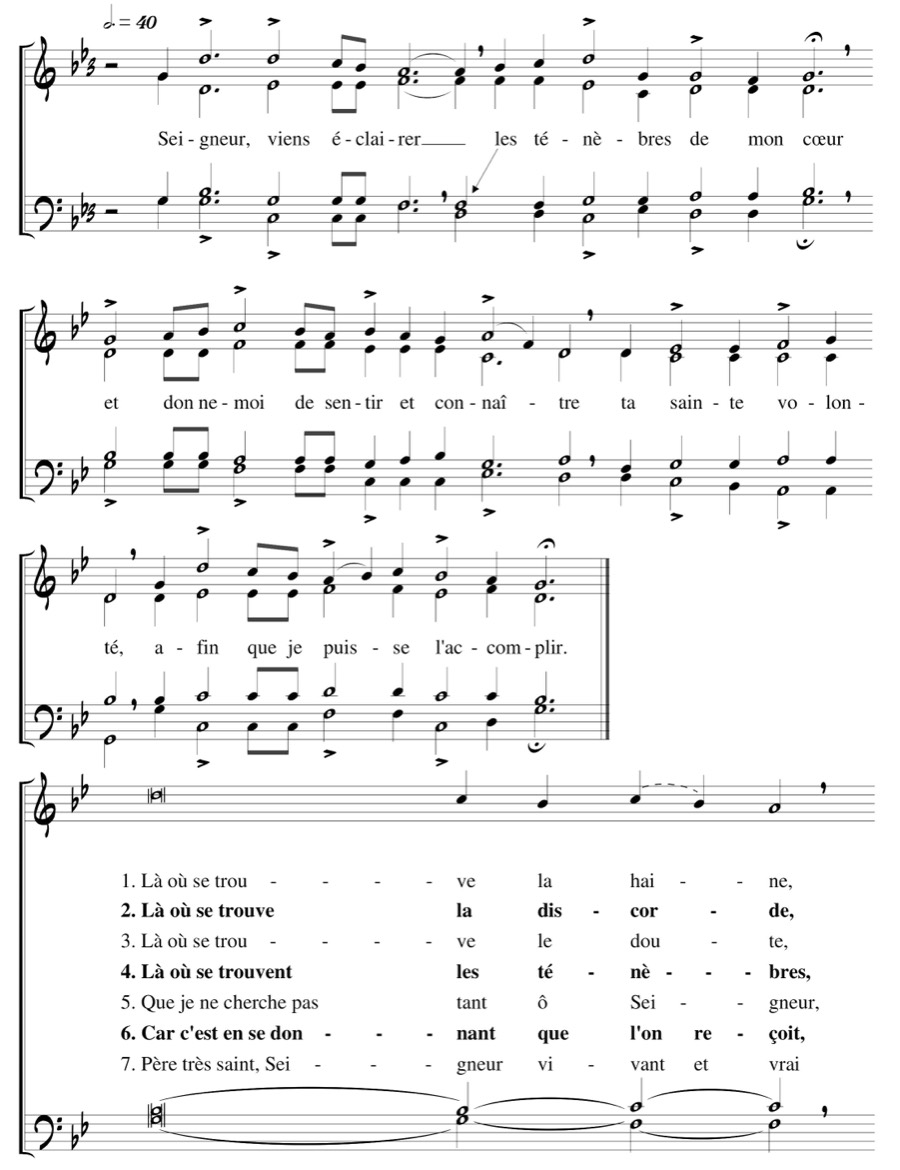 𝅗𝅥. = 40
Sei - gneur, viens é - clai - rer les té - nè - bres de mon cœur
et don ne - moi de sen - tir et con - naî - tre ta sain - te vo - lon -
té, a - fin que je puis - se l'ac - com - plir.
1. Là où se trou - - - - ve la hai - - ne,
2. Là où se trouve la dis - cor - de,
3. Là où se trou - - - - ve le dou - te,
4. Là où se trouvent les té - nè - - - bres,
5. Que je ne cherche pas tant ô Sei - - gneur,
6. Car c'est en se don - - - nant que l'on re - çoit,
7. Père très saint, Sei - - - gneur vi - vant et vrai